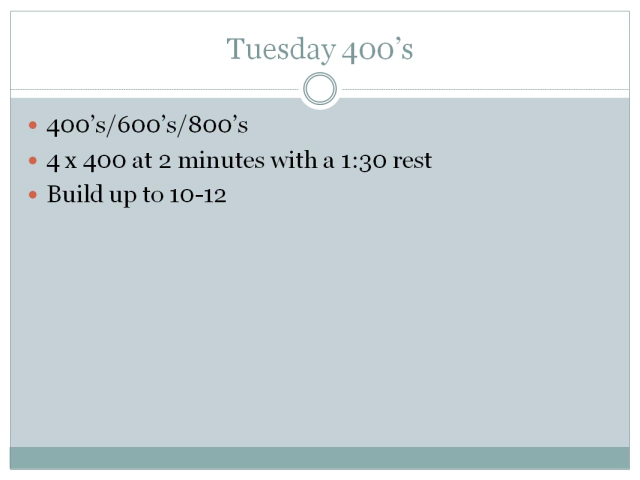 Tuesday 400’s
• 400’s/600’s/800’s
• 4 x 400 at 2 minutes with a 1:30 rest
• Build up to 10-12